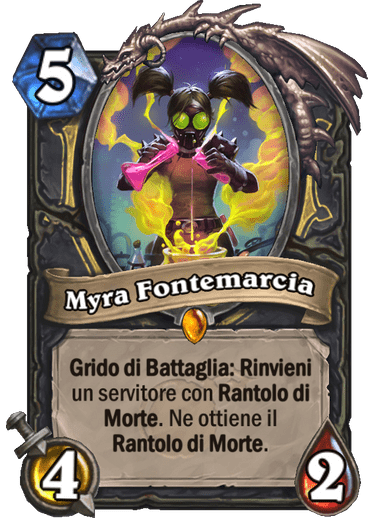 5
Myra Fontemarcia
Grido di Battaglia: Rinvieni
un servitore con Rantolo di
Morte. Ne ottiene il
Rantolo di Morte.
4
2